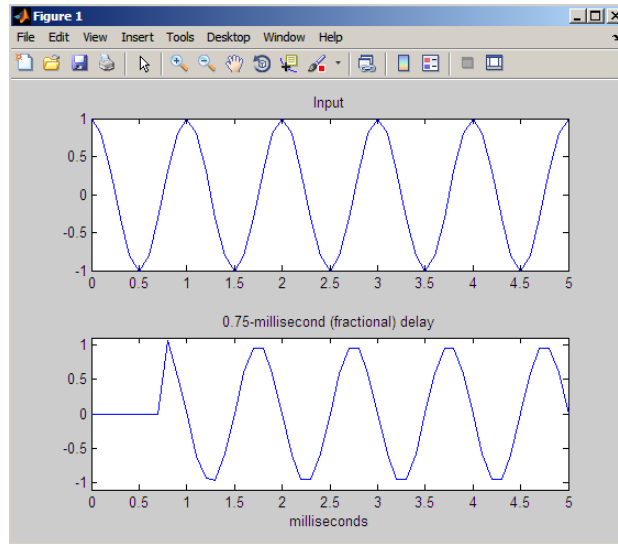 Figure 1
File Edit View Insert Tools Desktop Window Help
Input
1
0.5
0
-0.5
-1
0 0.5 1 1.5 2 2.5 3 3.5 4 4.5 5
0.75-millisecond (fractional) delay
1
0.5
0
-0.5
-1
0 0.5 1 1.5 2 2.5 3 3.5 4 4.5 5
milliseconds